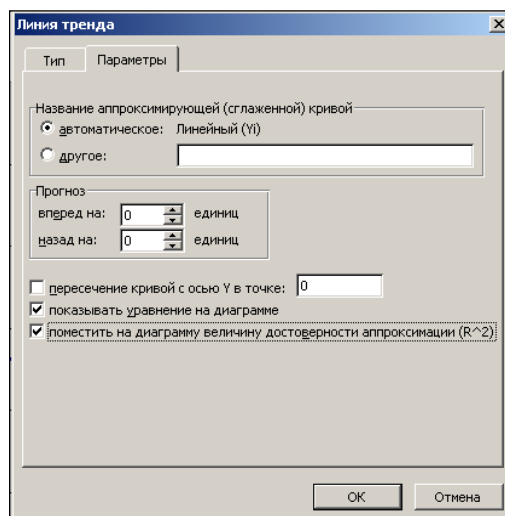 Линия тренда
Тип Параметры
Название аппроксимирующей (сглаженной) кривой
автоматическое: Линейный (Yi)
другое:
Прогноз
вперед на: 0 единиц
назад на: 0 единиц
пересечение кривой с осью Y в точке: 0
показывать уравнение на диаграмме
поместить на диаграмму величину достоверности аппроксимации (R^2)
ОК Отмена